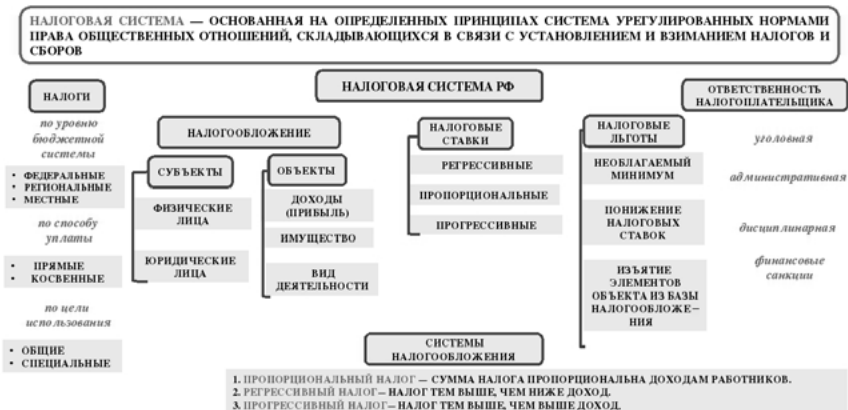 НАЛОГОВАЯ СИСТЕМА — ОСНОВАННАЯ НА ОПРЕДЕЛЕННЫХ ПРИНЦИПАХ СИСТЕМА УРЕГУЛИРОВАННЫХ НОРМАМИ
ПРАВА ОБЩЕСТВЕННЫХ ОТНОШЕНИЙ, СКЛАДЫВАЮЩИХСЯ В СВЯЗИ С УСТАНОВЛЕНИЕМ И ВЗИМАНИЕМ НАЛОГОВ И
СБОРОВ
НАЛОГОВАЯ СИСТЕМА РФ
НАЛОГИ
по уровню
бюджетной
системы
• ФЕДЕРАЛЬНЫЕ
• РЕГИОНАЛЬНЫЕ
• МЕСТНЫЕ
по способу
уплаты
• ПРЯМЫЕ
• КОСВЕННЫЕ
по цели
использования
• ОБЩИЕ
• СПЕЦИАЛЬНЫЕ
НАЛОГООБЛОЖЕНИЕ
СУБЪЕКТЫ
ФИЗИЧЕСКИЕ
ЛИЦА
ЮРИДИЧЕСКИЕ
ЛИЦА
ОБЪЕКТЫ
ДОХОДЫ
(ПРИБЫЛЬ)
ИМУЩЕСТВО
ВИД
ДЕЯТЕЛЬНОСТИ
НАЛОГОВЫЕ
СТАВКИ
РЕГРЕССИВНЫЕ
ПРОПОРЦИОНАЛЬНЫЕ
ПРОГРЕССИВНЫЕ
НАЛОГОВЫЕ
ЛЬГОТЫ
НЕОБЛАГАЕМЫЙ
МИНИМУМ
ПОНИЖЕНИЕ
НАЛОГОВЫХ
СТАВОК
ИЗЪЯТИЕ
ЭЛЕМЕНТОВ
ОБЪЕКТА ИЗ БАЗЫ
НАЛОГООБЛОЖЕ–
НИЯ
ОТВЕТСТВЕННОСТЬ
НАЛОГОПЛАТЕЛЬЩИКА
уголовная
административная
дисциплинарная
финансовые
санкции
СИСТЕМЫ
НАЛОГООБЛОЖЕНИЯ
1. ПРОПОРЦИОНАЛЬНЫЙ НАЛОГ — СУММА НАЛОГА ПРОПОРЦИОНАЛЬНА ДОХОДАМ РАБОТНИКОВ.
2. РЕГРЕССИВНЫЙ НАЛОГ— НАЛОГ ТЕМ ВЫШЕ, ЧЕМ НИЖЕ ДОХОД.
3. ПРОГРЕССИВНЫЙ НАЛОГ— НАЛОГ ТЕМ ВЫШЕ, ЧЕМ ВЫШЕ ДОХОД.